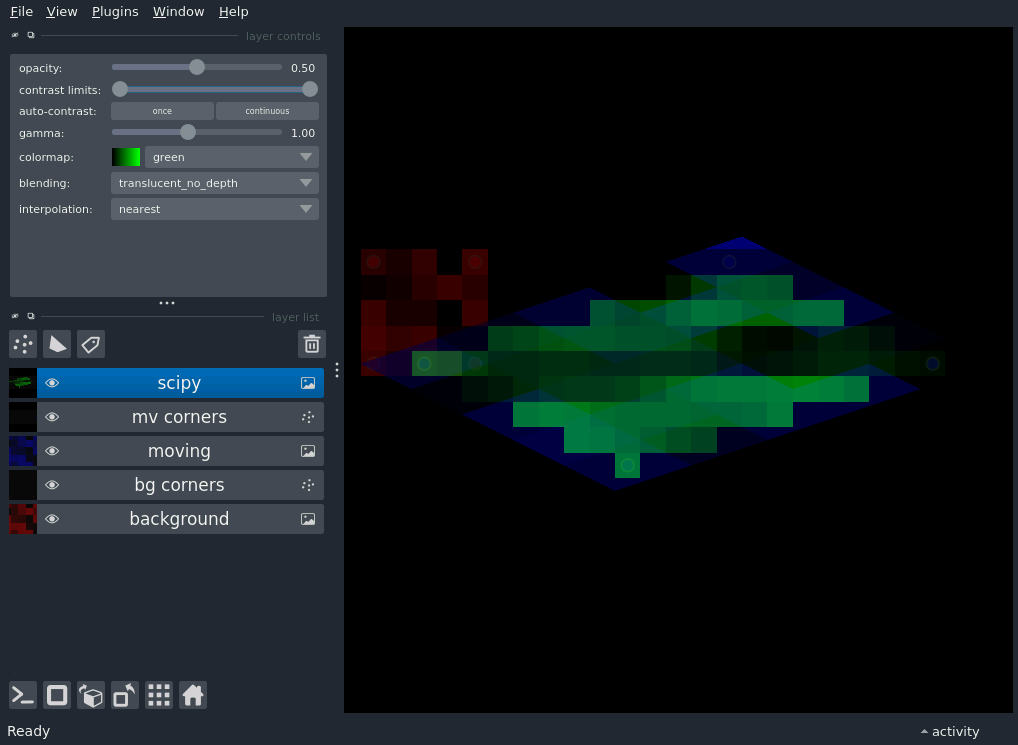 File View Plugins Window Help
layer controls
opacity: 0.50
contrast limits:
auto-contrast: once continuous
gamma: 1.00
colormap: green
blending: translucent_no_depth
interpolation: nearest
layer list
scipy
mv corners
moving
bg corners
background
Ready
activity